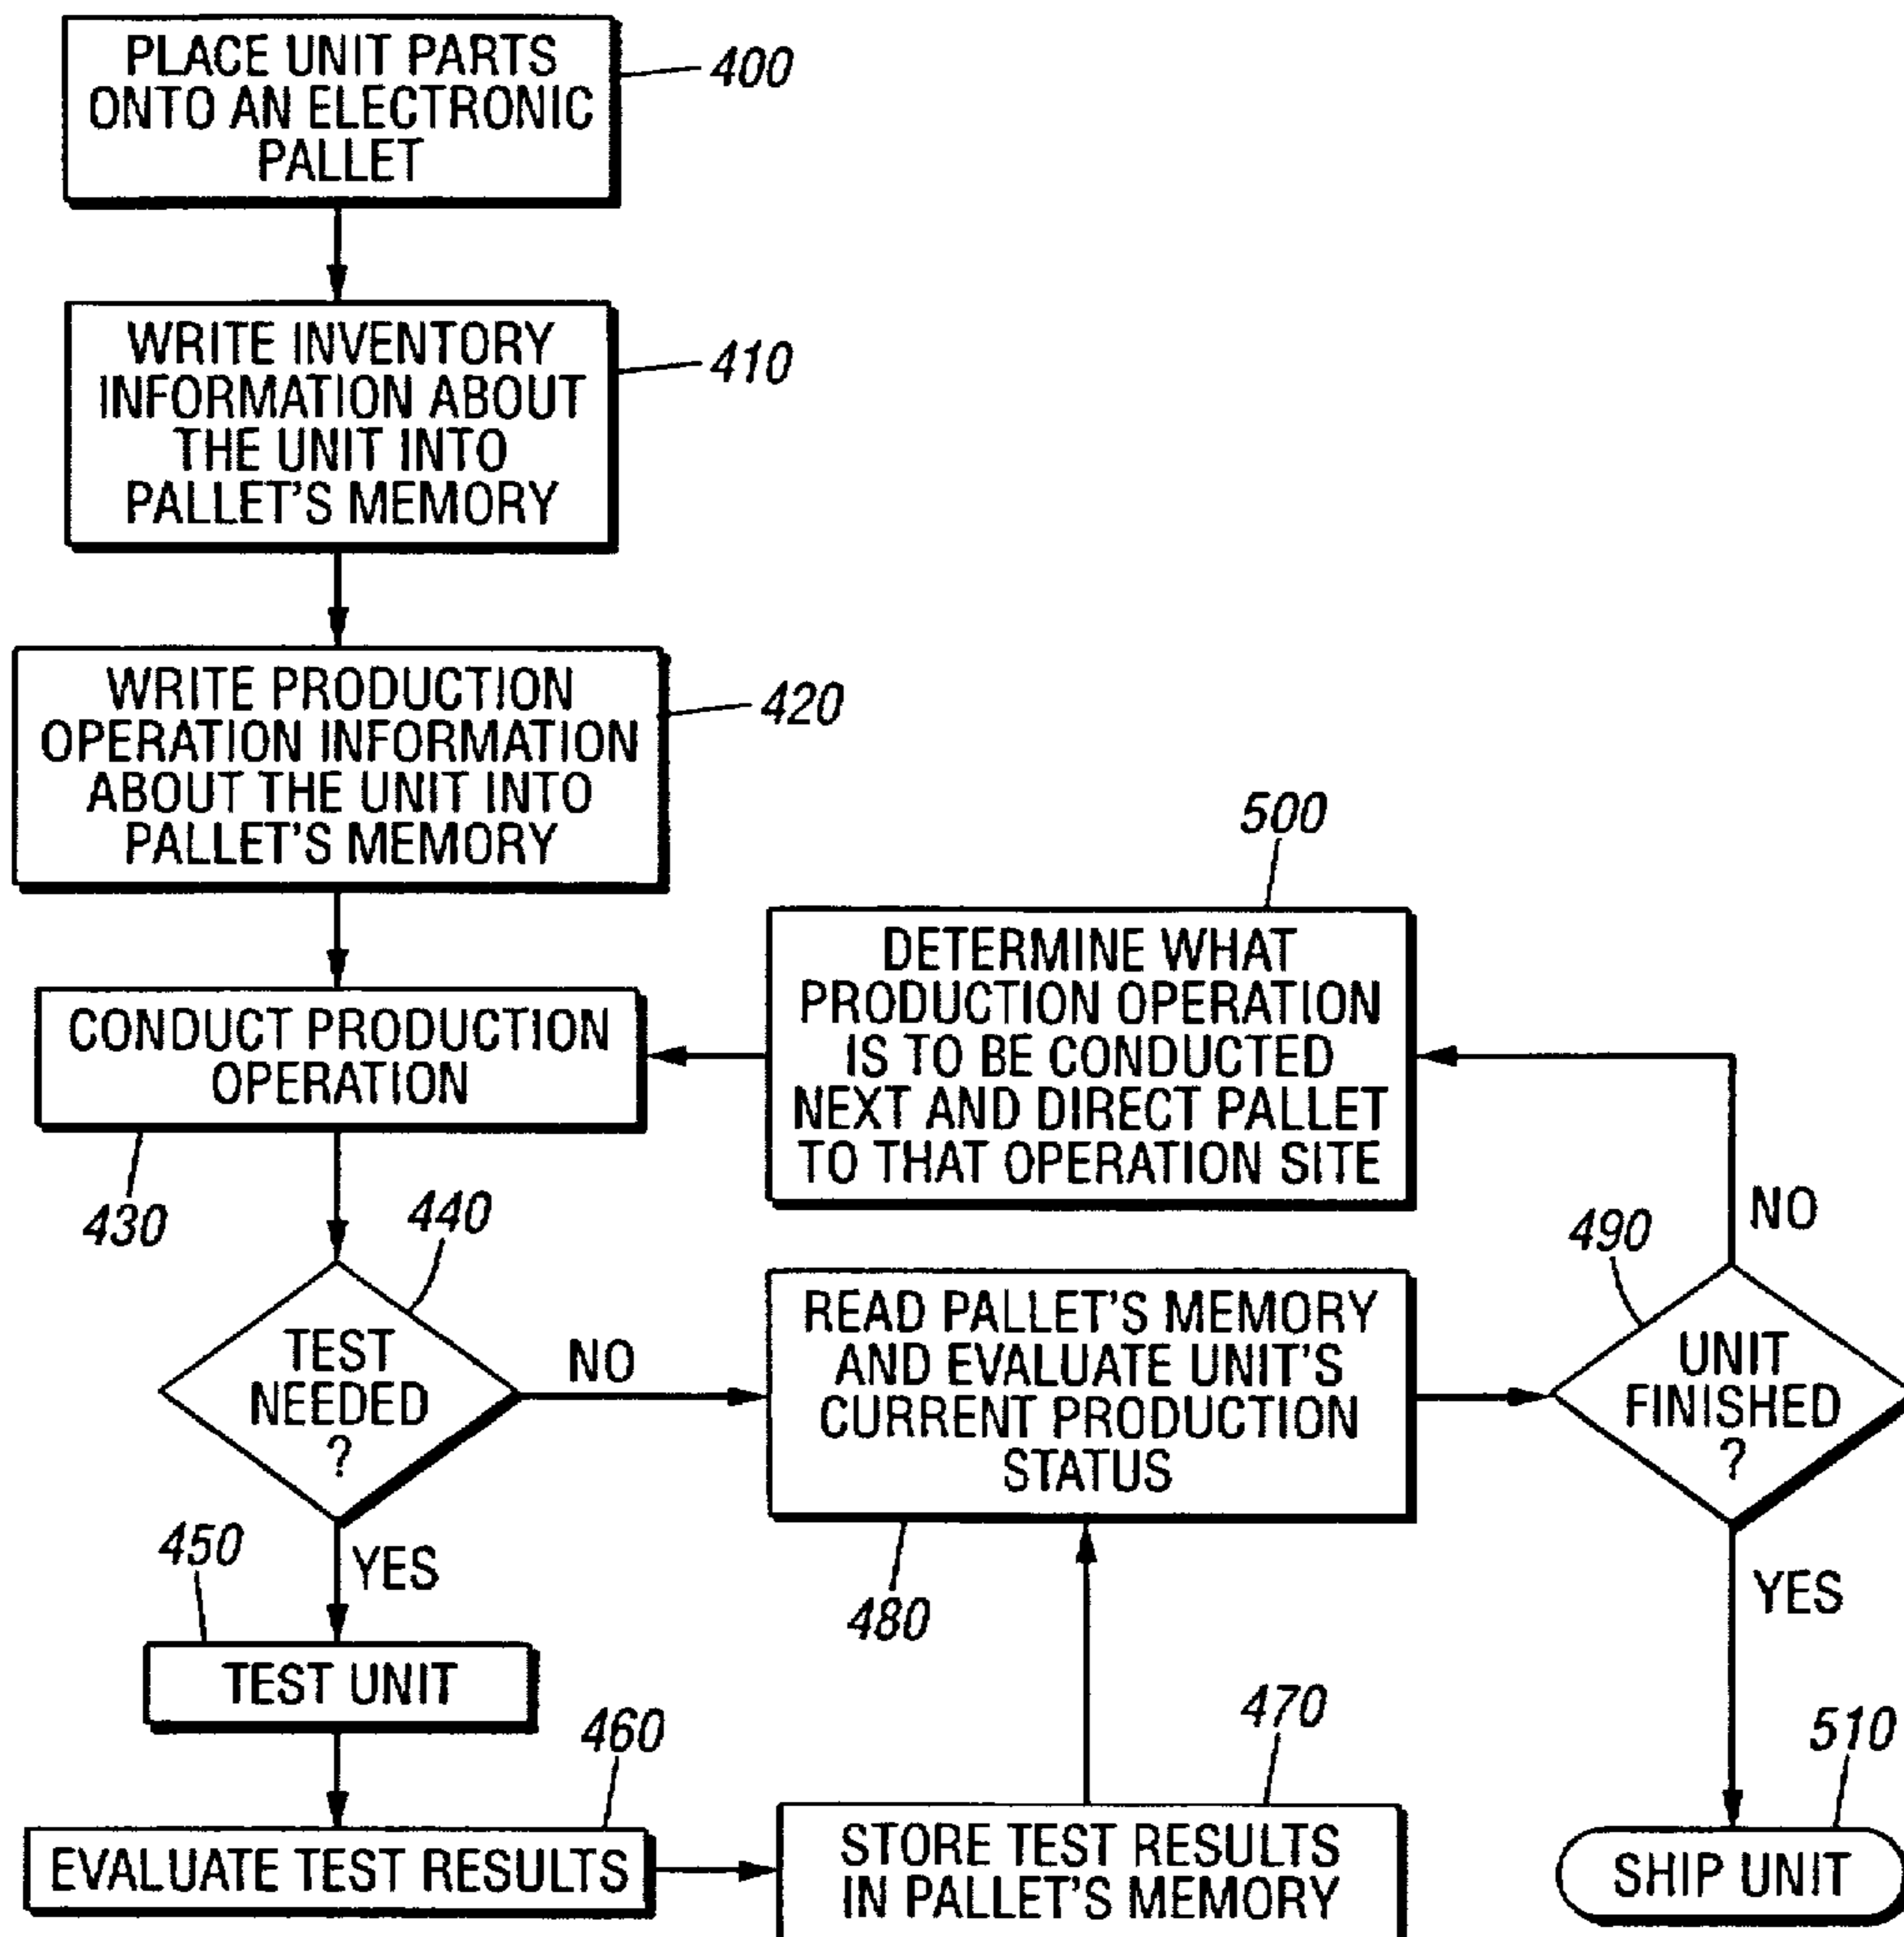 PLACE UNIT PARTS
ONTO AN ELECTRONIC
PALLET
400
WRITE INVENTORY
INFORMATION ABOUT
THE UNIT INTO
PALLET'S MEMORY
410
WRITE PRODUCTION
OPERATION INFORMATION
ABOUT THE UNIT INTO
PALLET'S MEMORY
420
CONDUCT PRODUCTION
OPERATION
430
500
DETERMINE WHAT
PRODUCTION OPERATION
IS TO BE CONDUCTED
NEXT AND DIRECT PALLET
TO THAT OPERATION SITE
440
TEST
NEEDED
?
NO
YES
READ PALLET'S MEMORY
AND EVALUATE UNIT'S
CURRENT PRODUCTION
STATUS
480
490
UNIT
FINISHED
?
NO
YES
450
TEST UNIT
460
EVALUATE TEST RESULTS
470
STORE TEST RESULTS
IN PALLET'S MEMORY
510
SHIP UNIT